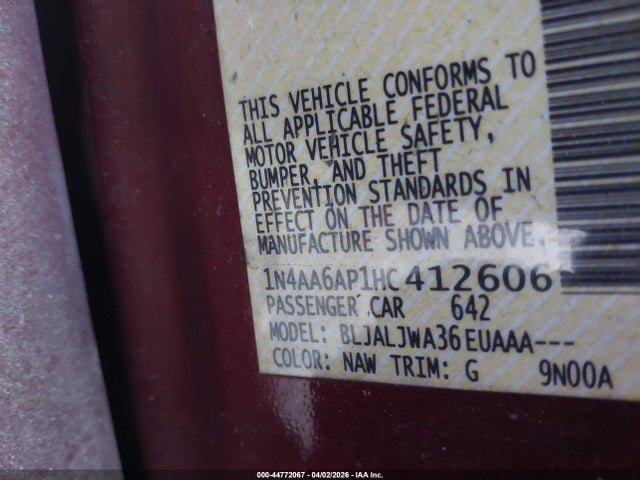 THIS VEHICLE CONFORMS TO
ALL APPLICABLE FEDERAL
MOTOR VEHICLE SAFETY,
BUMPER, AND THEFT
PREVENTION STANDARDS IN
EFFECT ON THE DATE OF
MANUFACTURE SHOWN ABOVE.
1N4AA6AP1HC412606
PASSENGER CAR 642
MODEL: BLJALJWA36EUAAA---
COLOR: NAW TRIM: G 9N00A
000-44772067 - 04/02/2026 - IAA Inc.